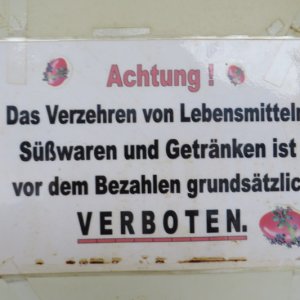 Achtung !
Das Verzehren von Lebensmitteln
Süßwaren und Getränken ist
vor dem Bezahlen grundsätzlic
VERBOTEN.